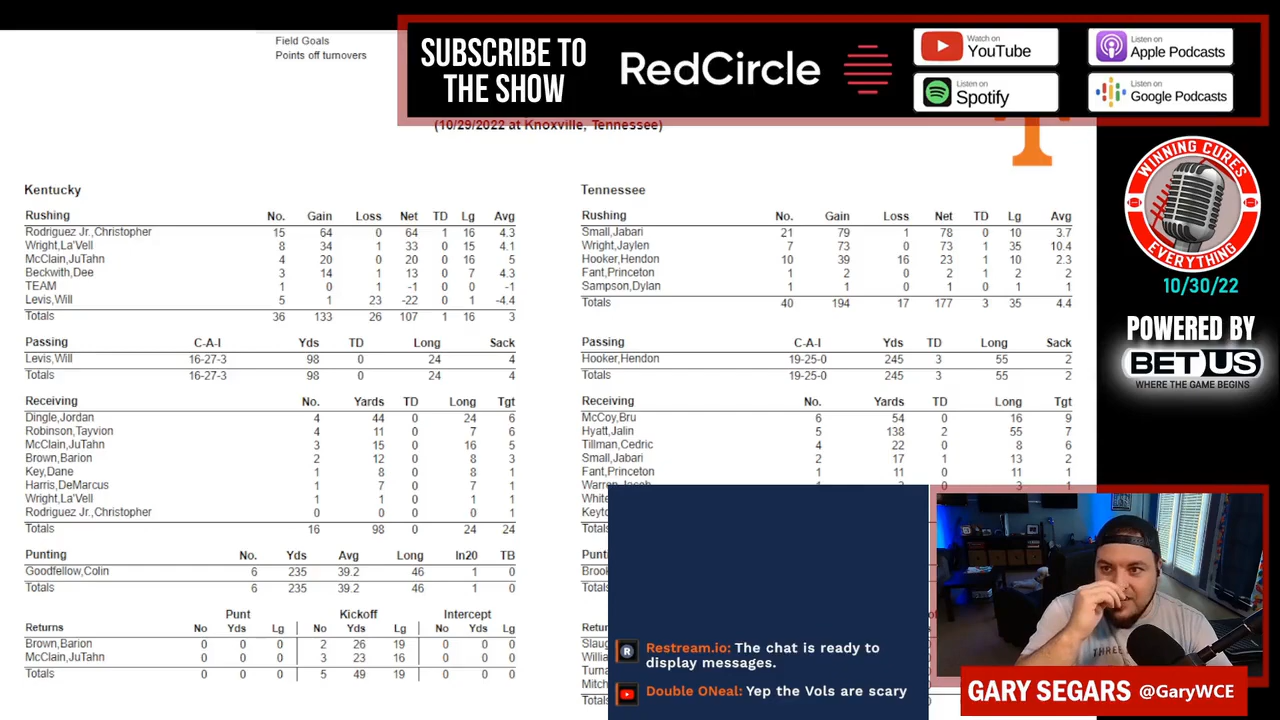 Field Goals
Points off turnovers
SUBSCRIBE TO
THE SHOW
RedCircle
Watch on
YouTube
Listen on
Apple Podcasts
Listen on
Spotify
Listen on
Google Podcasts
(10/29/2022 at Knoxville, Tennessee)
WINNING CURES
EVERYTHING
10/30/22
POWERED BY
BETUS
WHERE THE GAME BEGINS
Kentucky
Rushing No. Gain Loss Net TD Lg Avg
Rodriguez Jr.,Christopher 15 64 0 64 1 16 4.3
Wright,La'Vell 8 34 1 33 0 15 4.1
McClain,JuTahn 4 20 0 20 0 16 5
Beckwith,Dee 3 14 1 13 0 7 4.3
TEAM 1 0 1 -1 0 0 -1
Levis,Will 5 1 23 -22 0 1 -4.4
Totals 36 133 26 107 1 16 3
Passing C-A-I Yds TD Long Sack
Levis,Will 16-27-3 98 0 24 4
Totals 16-27-3 98 0 24 4
Receiving No. Yards TD Long Tgt
Dingle,Jordan 4 44 0 24 6
Robinson,Tayvion 4 11 0 7 6
McClain,JuTahn 3 15 0 16 5
Brown,Barion 2 12 0 8 3
Key,Dane 1 8 0 8 1
Harris,DeMarcus 1 7 0 7 1
Wright,La'Vell 1 1 0 1 1
Rodriguez Jr.,Christopher 0 0 0 0 1
Totals 16 98 0 24 24
Punting No. Yds Avg Long In20 TB
Goodfellow,Colin 6 235 39.2 46 1 0
Totals 6 235 39.2 46 1 0
Punt Kickoff Intercept
Returns No Yds Lg No Yds Lg No Yds Lg
Brown,Barion 0 0 0 2 26 19 0 0 0
McClain,JuTahn 0 0 0 3 23 16 0 0 0
Totals 0 0 0 5 49 19 0 0 0
Tennessee
Rushing No. Gain Loss Net TD Lg Avg
Small,Jabari 21 79 1 78 0 10 3.7
Wright,Jaylen 7 73 0 73 1 35 10.4
Hooker,Hendon 10 39 16 23 1 10 2.3
Fant,Princeton 1 2 0 2 1 2 2
Sampson,Dylan 1 1 0 1 0 1 1
Totals 40 194 17 177 3 35 4.4
Passing C-A-I Yds TD Long Sack
Hooker,Hendon 19-25-0 245 3 55 2
Totals 19-25-0 245 3 55 2
Receiving No. Yards TD Long Tgt
McCoy,Bru 6 54 0 16 9
Hyatt,Jalin 5 138 2 55 7
Tillman,Cedric 4 22 0 8 6
Small,Jabari 2 17 1 13 2
Fant,Princeton 1 11 0 11 1
Restream.io: The chat is ready to
display messages.
Double ONeal: Yep the Vols are scary
GARY SEGARS @GaryWCE